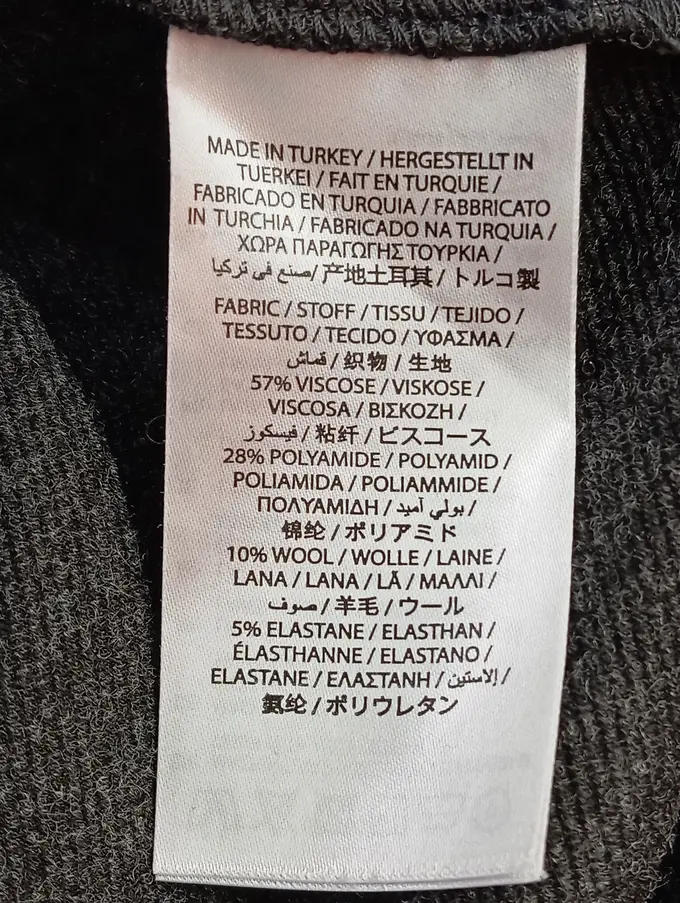 MADE IN TURKEY / HERGESTELLT IN
TUERKEI / FAIT EN TURQUIE /
FABRICADO EN TURQUIA / FABBRICATO
IN TURCHIA / FABRICADO NA TURQUIA /
ΧΩΡΑ ΠΑΡΑΓΩΓΗΣ ΤΟΥΡΚΙΑ /
صنع في تركيا / 产地土耳其 / トルコ製
FABRIC / STOFF / TISSU / TEJIDO /
TESSUTO / TECIDO / ΥΦΑΣΜΑ /
قماش / 织物 / 生地
57% VISCOSE / VISKOSE /
VISCOSA / ΒΙΣΚΟΖΗ /
فيسكوز / 粘纤 / ビスコース
28% POLYAMIDE / POLYAMID /
POLIAMIDA / POLIAMMIDE /
ΠΟΛΥΑΜΙΔΗ / بولي أميد /
锦纶 / ポリアミド
10% WOOL / WOLLE / LAINE /
LANA / LANA / LÃ / ΜΑΛΛΙ /
صوف / 羊毛 / ウール
5% ELASTANE / ELASTHAN /
ÉLASTHANNE / ELASTANO /
ELASTANE / ΕΛΑΣΤΑΝΗ / إلاستين /
氨纶 / ポリウレタン